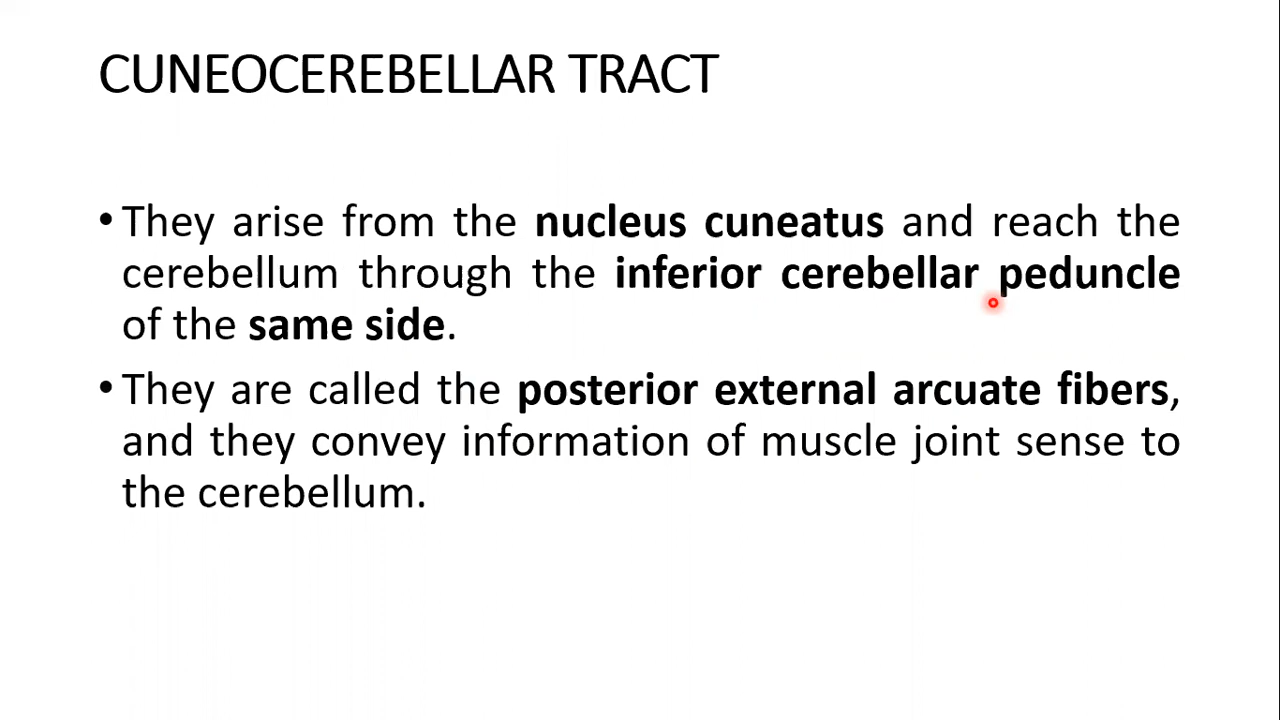 CUNEOCEREBELLAR TRACT
• They arise from the nucleus cuneatus and reach the
cerebellum through the inferior cerebellar peduncle
of the same side.
• They are called the posterior external arcuate fibers,
and they convey information of muscle joint sense to
the cerebellum.